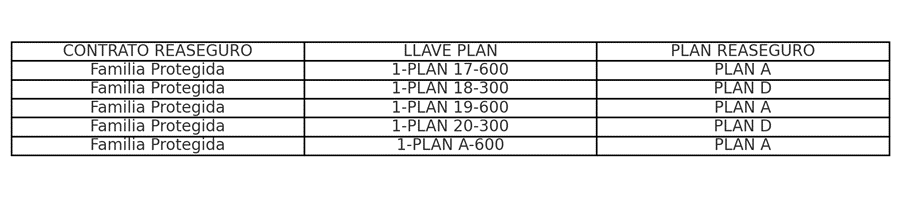 CONTRATO REASEGURO LLAVE PLAN PLAN REASEGURO
Familia Protegida 1-PLAN 17-600 PLAN A
Familia Protegida 1-PLAN 18-300 PLAN D
Familia Protegida 1-PLAN 19-600 PLAN A
Familia Protegida 1-PLAN 20-300 PLAN D
Familia Protegida 1-PLAN A-600 PLAN A